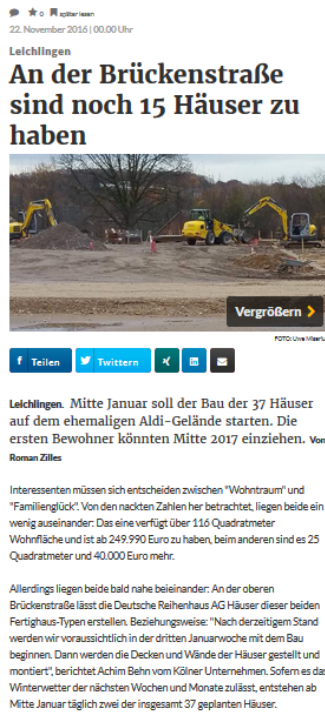 0 später lesen
22. November 2016 | 00.00 Uhr
Leichlingen
An der Brückenstraße
sind noch 15 Häuser zu
haben
Vergrößern
FOTO: Uwe Miserius
Teilen Twittern
Leichlingen. Mitte Januar soll der Bau der 37 Häuser
auf dem ehemaligen Aldi-Gelände starten. Die
ersten Bewohner könnten Mitte 2017 einziehen. Von
Roman Zilles
Interessenten müssen sich entscheiden zwischen "Wohntraum" und
"Familienglück". Von den nackten Zahlen her betrachtet, liegen beide ein
wenig auseinander: Das eine verfügt über 116 Quadratmeter
Wohnfläche und ist ab 249.990 Euro zu haben, beim anderen sind es 25
Quadratmeter und 40.000 Euro mehr.
Allerdings liegen beide bald nahe beieinander: An der oberen
Brückenstraße lässt die Deutsche Reihenhaus AG Häuser dieser beiden
Fertighaus-Typen erstellen. Beziehungsweise: "Nach derzeitigem Stand
werden wir voraussichtlich in der dritten Januarwoche mit dem Bau
beginnen. Dann werden die Decken und Wände der Häuser gestellt und
montiert", berichtet Achim Behn vom Kölner Unternehmen. Sofern es das
Winterwetter der nächsten Wochen und Monate zulässt, entstehen ab
Mitte Januar täglich zwei der insgesamt 37 geplanten Häuser.